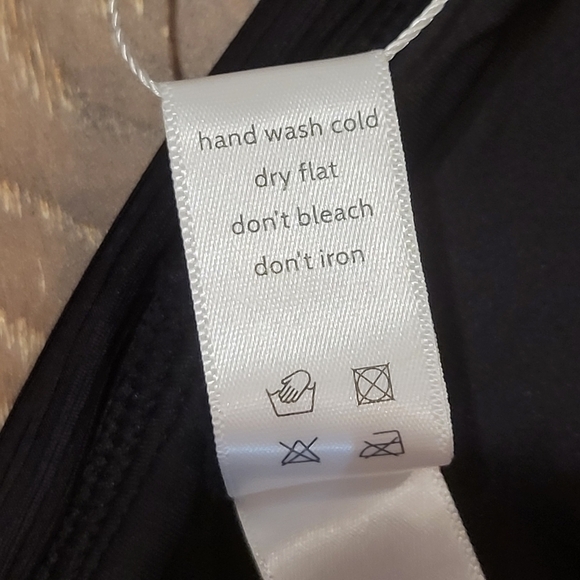 hand wash cold
dry flat
don't bleach
don't iron